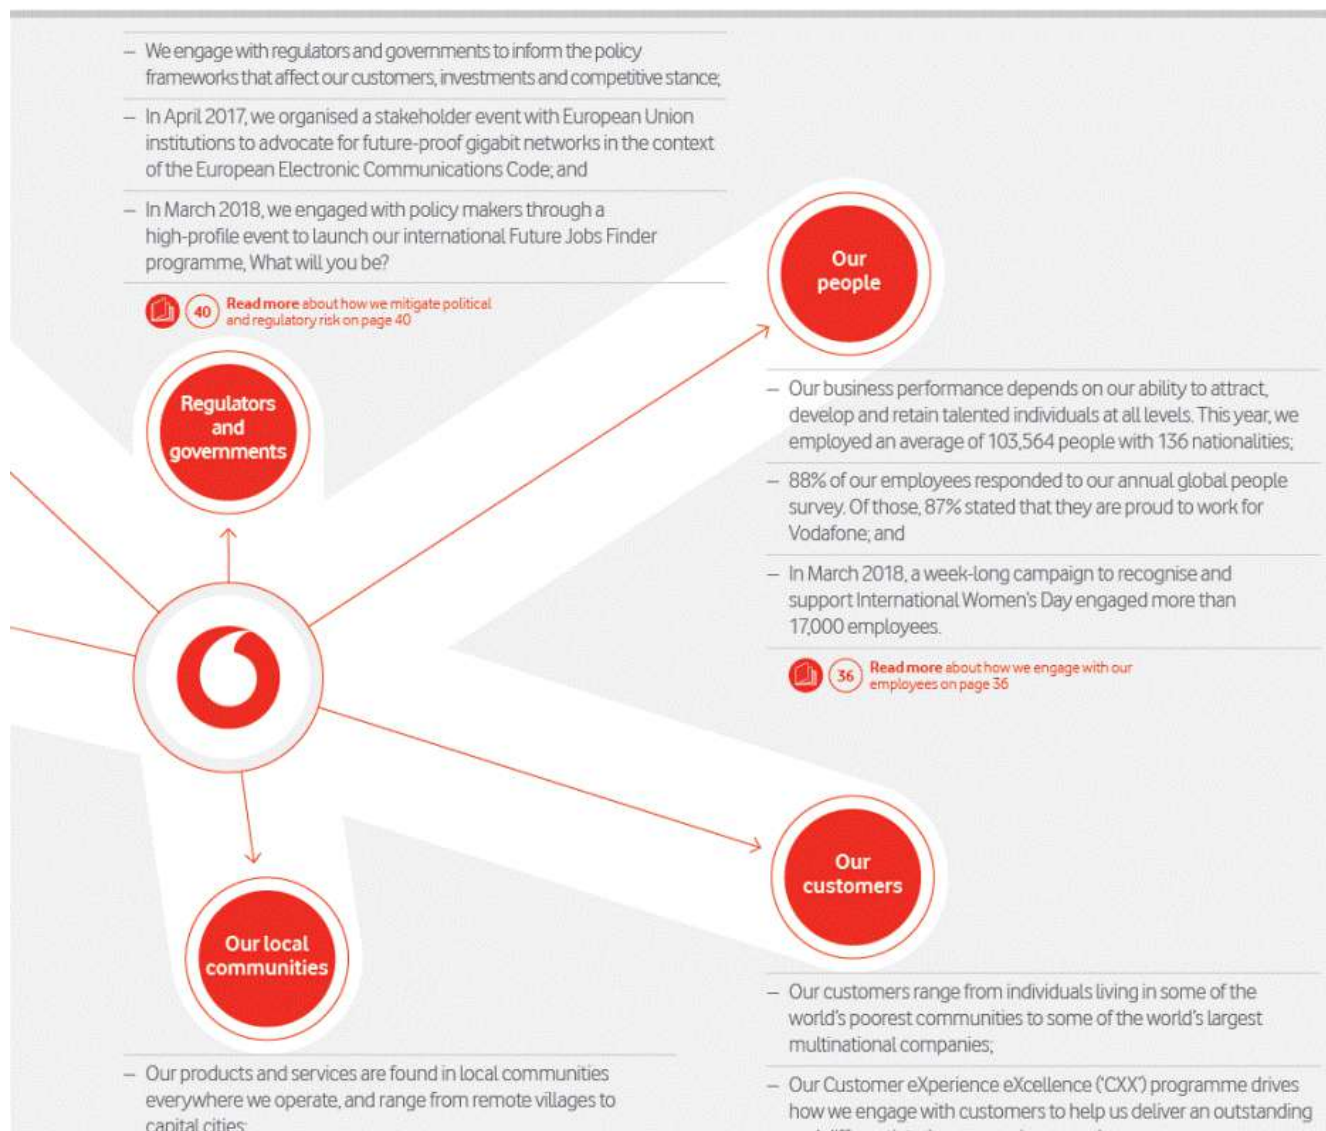 – We engage with regulators and governments to inform the policy
frameworks that affect our customers, investments and competitive stance;
– In April 2017, we organised a stakeholder event with European Union
institutions to advocate for future-proof gigabit networks in the context
of the European Electronic Communications Code; and
– In March 2018, we engaged with policy makers through a
high-profile event to launch our international Future Jobs Finder
programme, What will you be?
40
Read more about how we mitigate political
and regulatory risk on page 40
Regulators
and
governments
Our
people
– Our business performance depends on our ability to attract,
develop and retain talented individuals at all levels. This year, we
employed an average of 103,564 people with 136 nationalities;
– 88% of our employees responded to our annual global people
survey. Of those, 87% stated that they are proud to work for
Vodafone; and
– In March 2018, a week-long campaign to recognise and
support International Women's Day engaged more than
17,000 employees.
36
Read more about how we engage with our
employees on page 36
Our local
communities
– Our products and services are found in local communities
everywhere we operate, and range from remote villages to
capital cities;
Our
customers
– Our customers range from individuals living in some of the
world's poorest communities to some of the world's largest
multinational companies;
– Our Customer eXperience eXcellence ('CXX') programme drives
how we engage with customers to help us deliver an outstanding